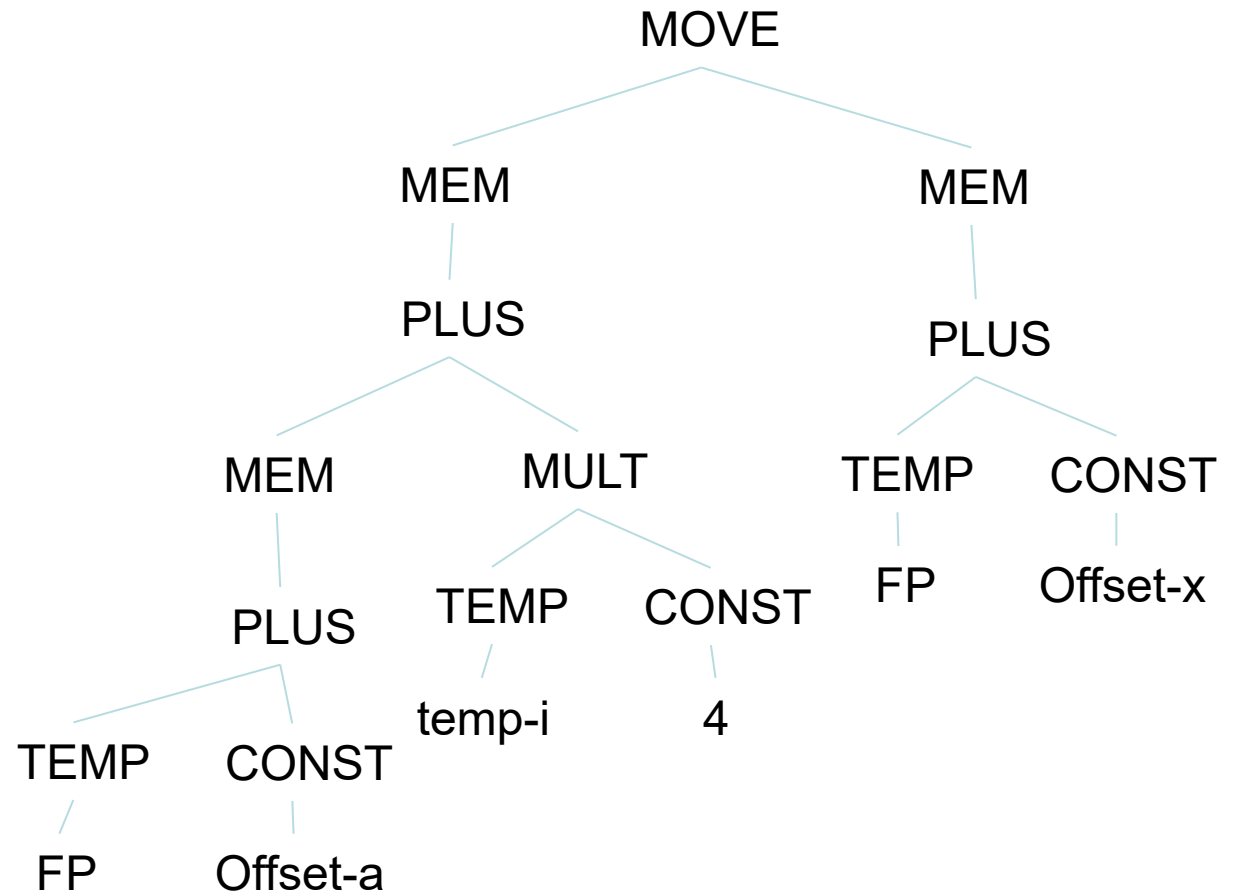 MOVE
MEM MEM
PLUS PLUS
MEM MULT TEMP CONST
FP Offset-x
PLUS TEMP CONST
temp-i 4
TEMP CONST
FP Offset-a